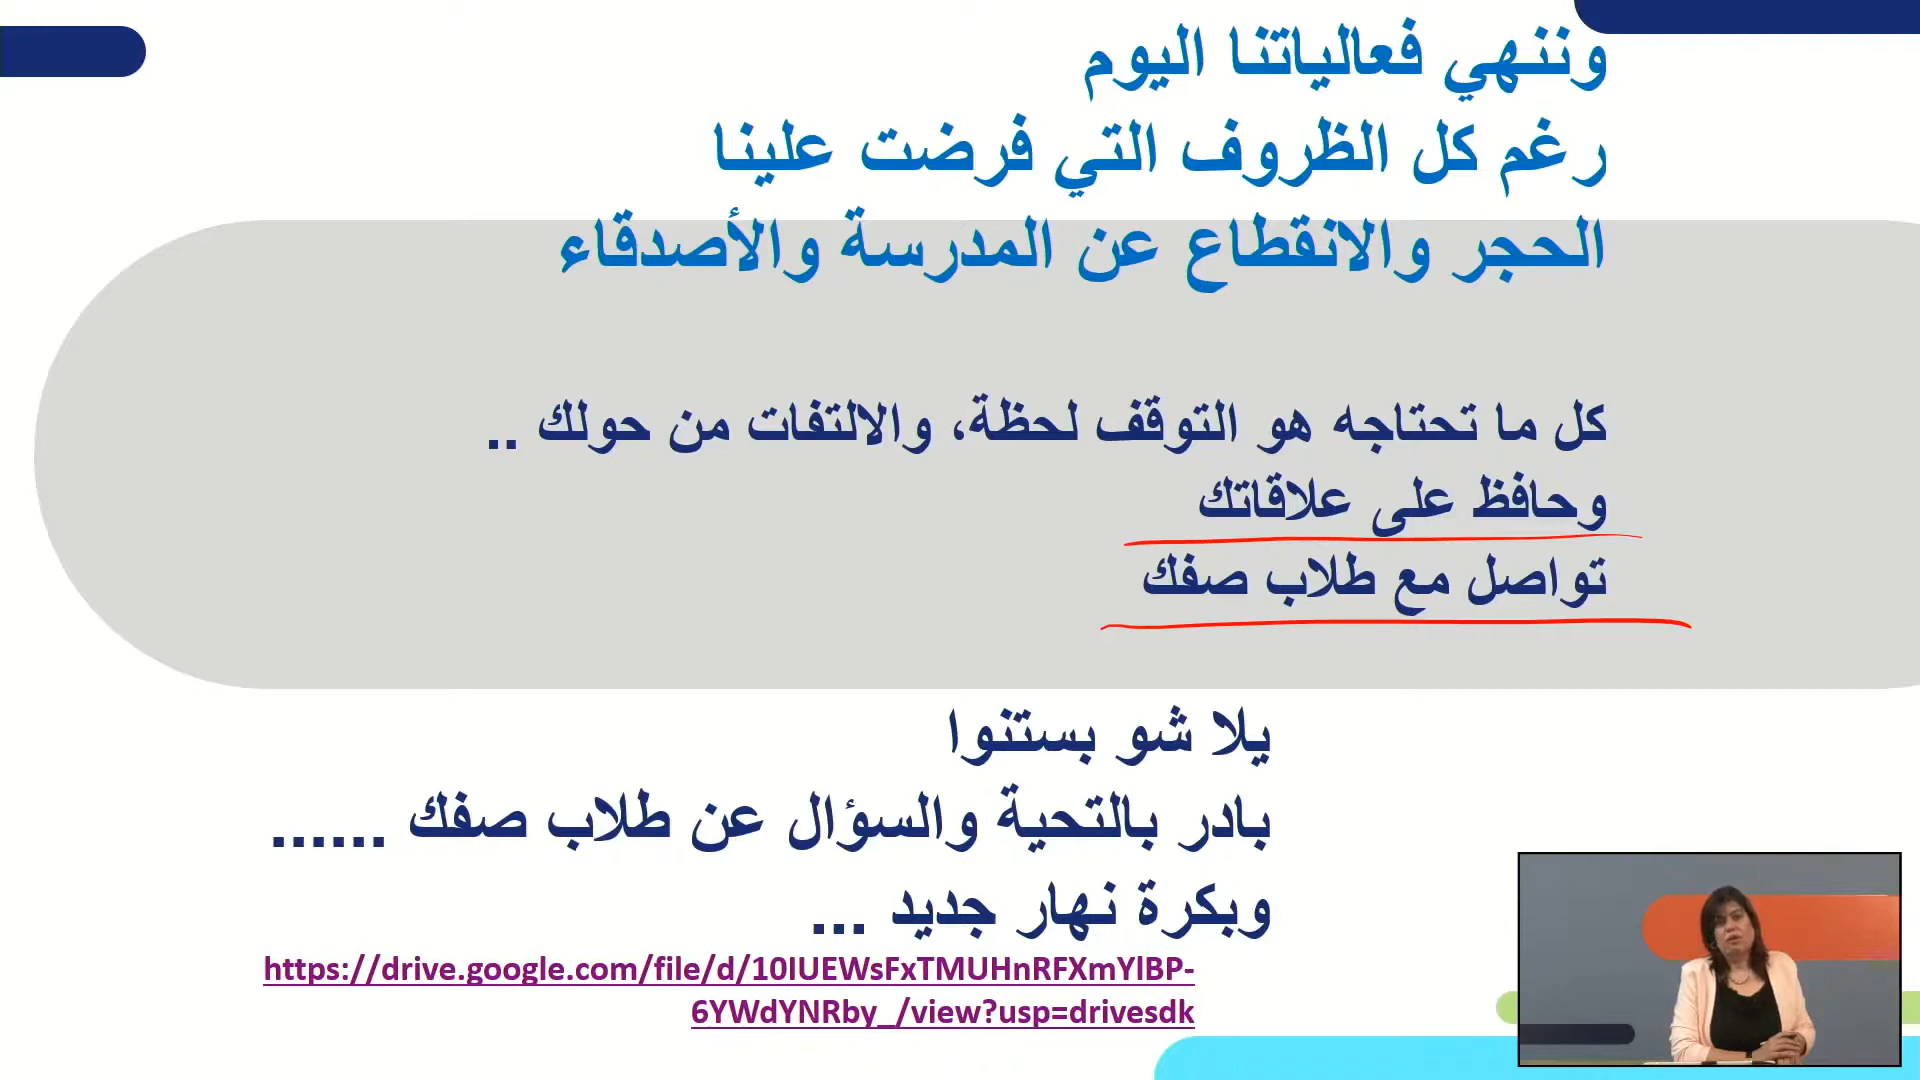 وننهي فعالياتنا اليوم
رغم كل الظروف التي فرضت علينا
الحجر والانقطاع عن المدرسة والأصدقاء
كل ما تحتاجه هو التوقف لحظة، والالتفات من حولك ..
وحافظ على علاقاتك
تواصل مع طلاب صفك
يلا شو بستنوا
بادر بالتحية والسؤال عن طلاب صفك ......
وبكرة نهار جديد ...
https://drive.google.com/file/d/10IUEWsFxTMUHnRFXmYlBP-
6YWdYNRby_/view?usp=drivesdk